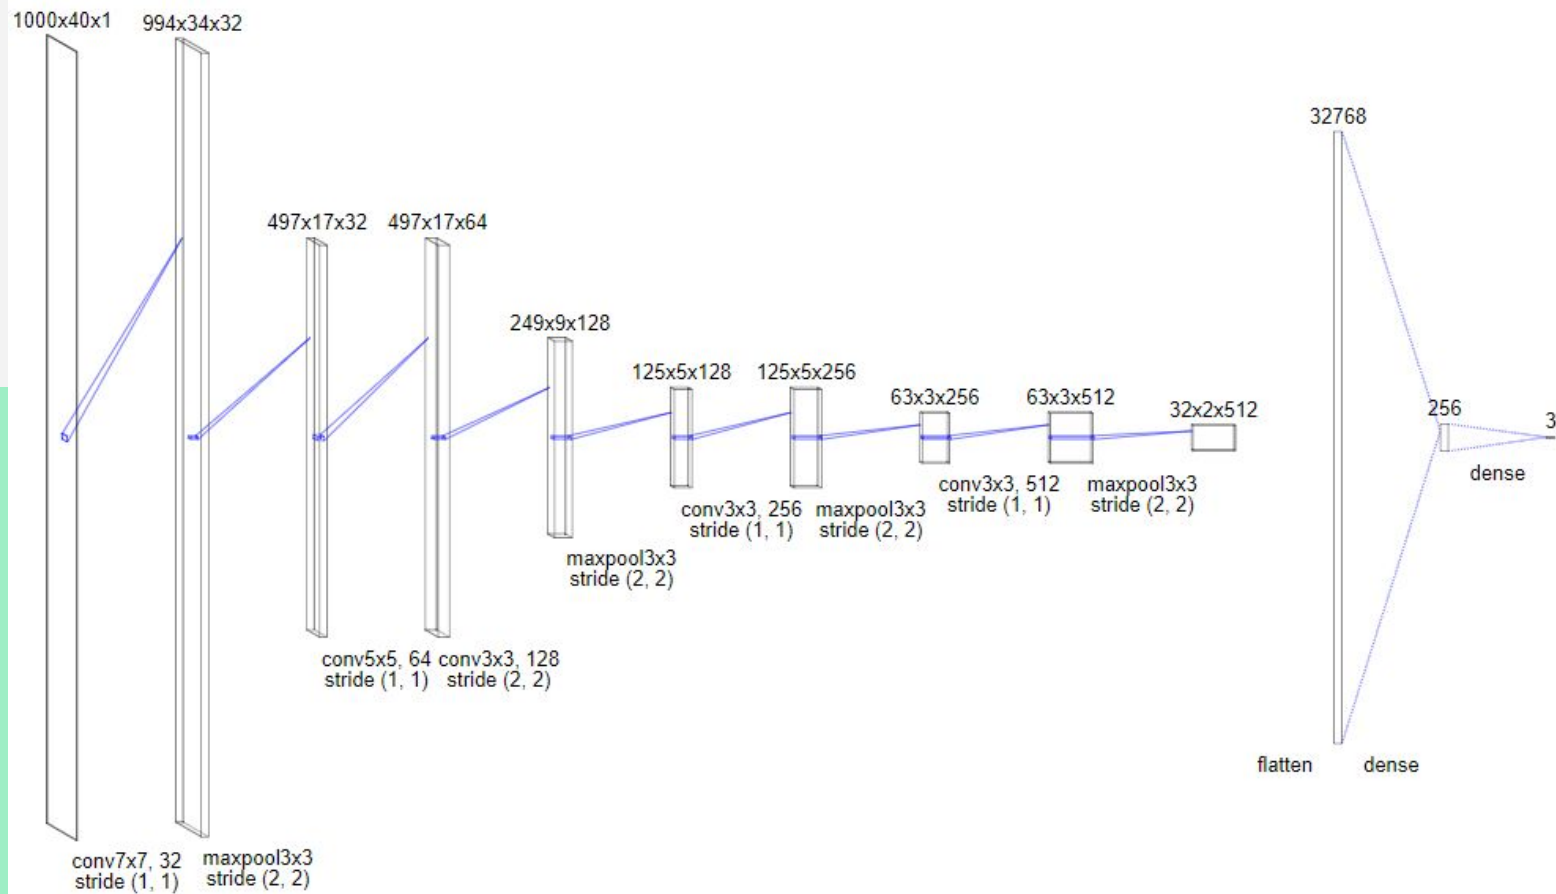 1000x40x1
994x34x32
497x17x32
497x17x64
249x9x128
125x5x128
125x5x256
63x3x256
63x3x512
32x2x512
32768
256
3
conv7x7, 32
stride (1, 1)
maxpool3x3
stride (2, 2)
conv5x5, 64
stride (1, 1)
conv3x3, 128
stride (2, 2)
maxpool3x3
stride (2, 2)
conv3x3, 256
stride (1, 1)
maxpool3x3
stride (2, 2)
conv3x3, 512
stride (1, 1)
maxpool3x3
stride (2, 2)
flatten
dense
dense